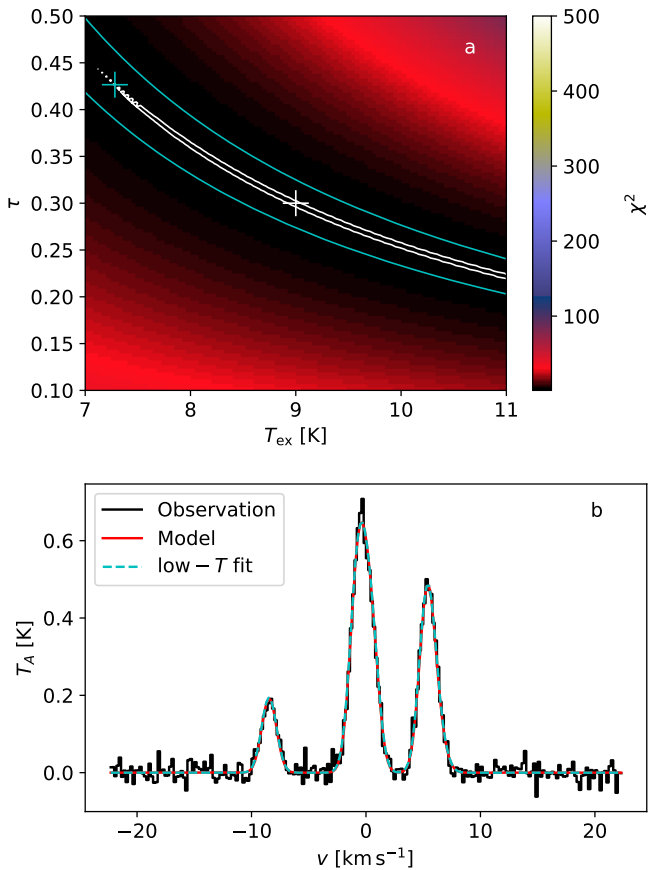 0.50
0.45
0.40
0.35
0.30
0.25
0.20
0.15
0.10
τ
a
7 8 9 10 11
T_ex [K]
500
400
300
200
100
χ²
b
Observation
Model
low − T fit
0.6
0.4
0.2
0.0
T_A [K]
−20 −10 0 10 20
v [km s⁻¹]